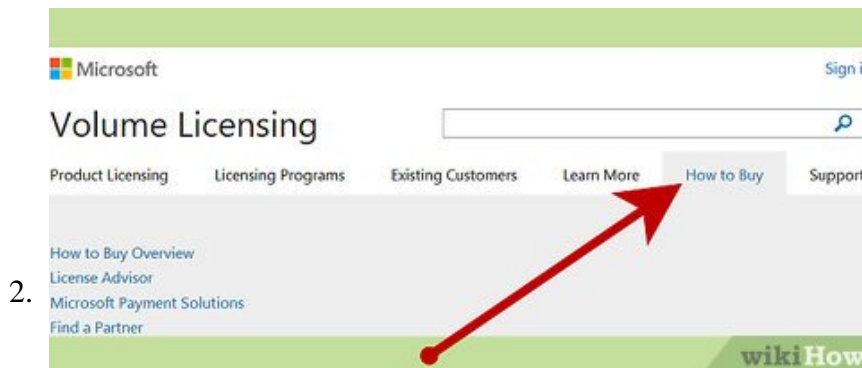 Microsoft
Sign i
Volume Licensing
Product Licensing Licensing Programs Existing Customers Learn More How to Buy Support
How to Buy Overview
License Advisor
2.
Microsoft Payment Solutions
Find a Partner
wikiHow